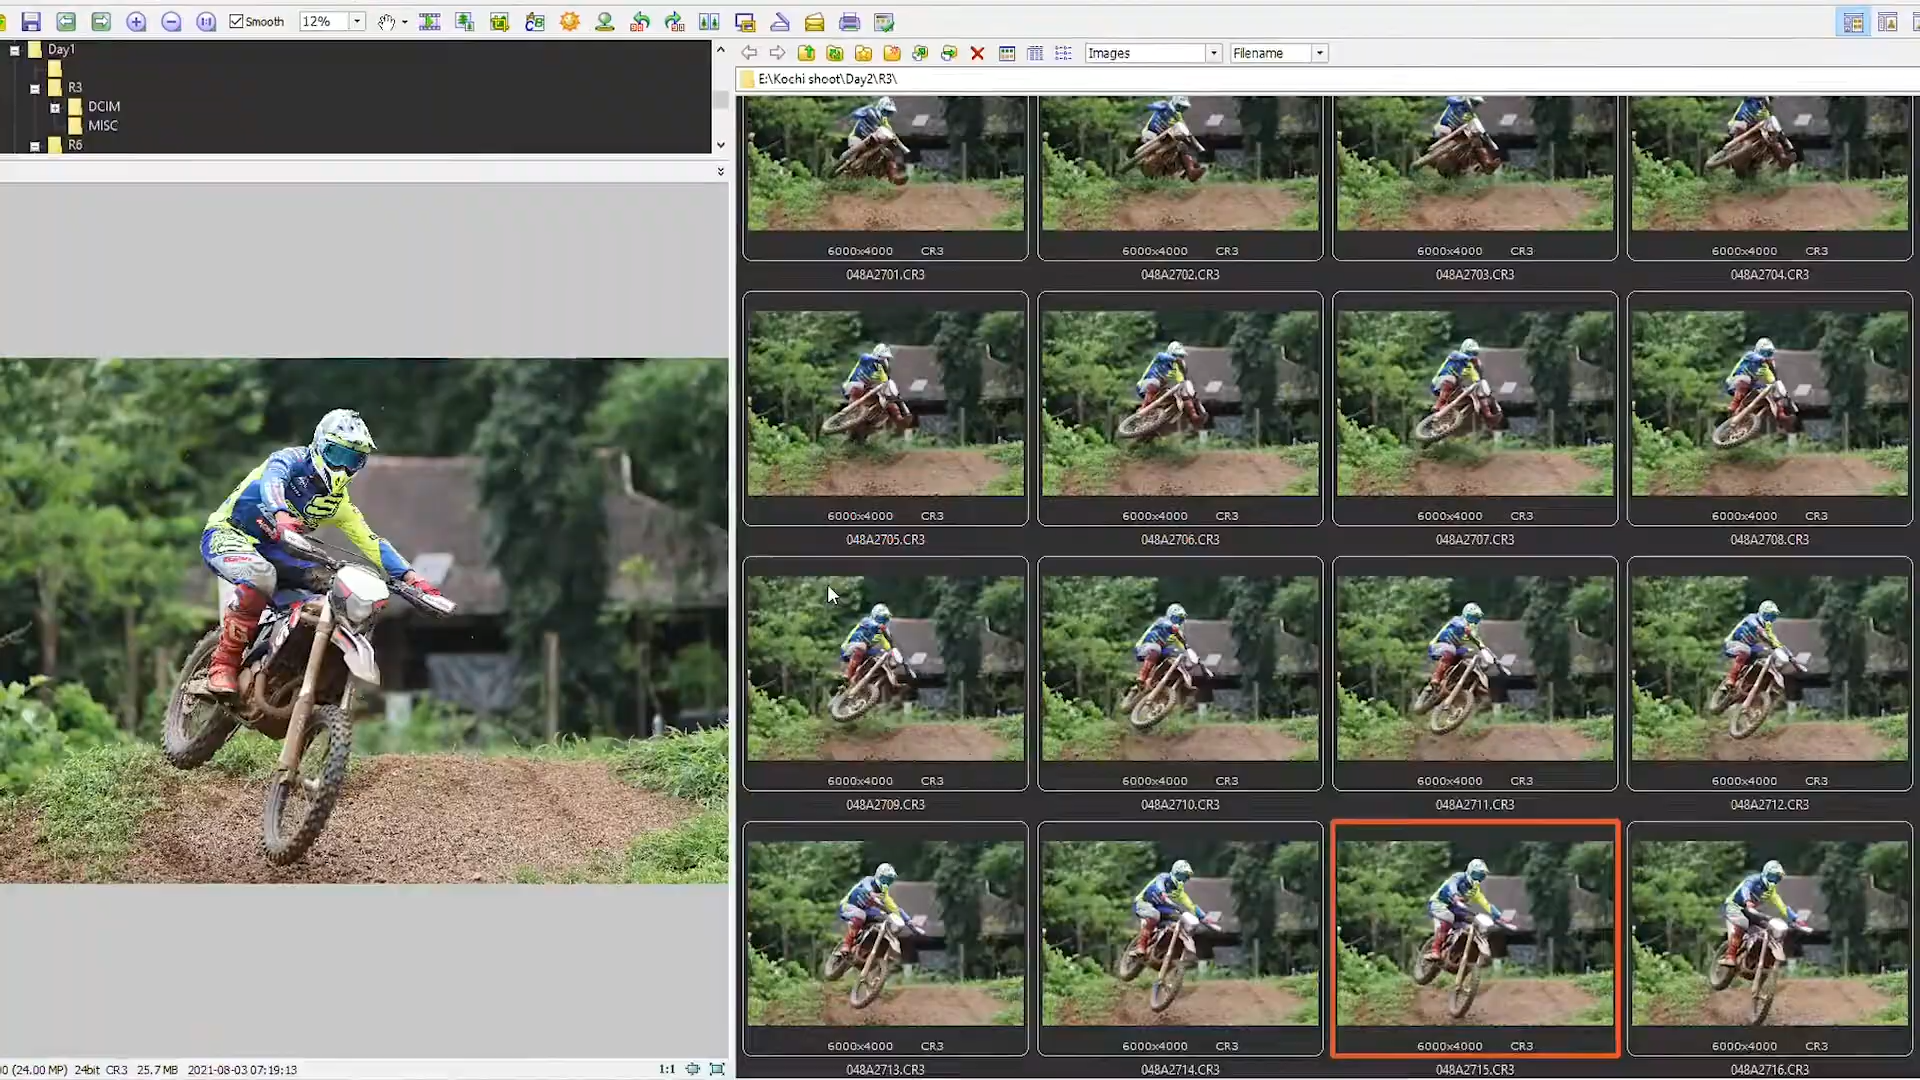 Smooth
12%
Day1
R3
DCIM
MISC
R6
Images
Filename
E:\Kochi shoot\Day2\R3\
6000x4000 CR3
6000x4000 CR3
6000x4000 CR3
6000x4000 CR3
048A2701.CR3
048A2702.CR3
048A2703.CR3
048A2704.CR3
6000x4000 CR3
6000x4000 CR3
6000x4000 CR3
6000x4000 CR3
048A2705.CR3
048A2706.CR3
048A2707.CR3
048A2708.CR3
6000x4000 CR3
6000x4000 CR3
6000x4000 CR3
6000x4000 CR3
048A2709.CR3
048A2710.CR3
048A2711.CR3
048A2712.CR3
6000x4000 CR3
6000x4000 CR3
6000x4000 CR3
6000x4000 CR3
048A2713.CR3
048A2714.CR3
048A2715.CR3
048A2716.CR3
(24.00 MP) 24bit CR3 25.7 MB 2021-08-03 07:19:13
1:1